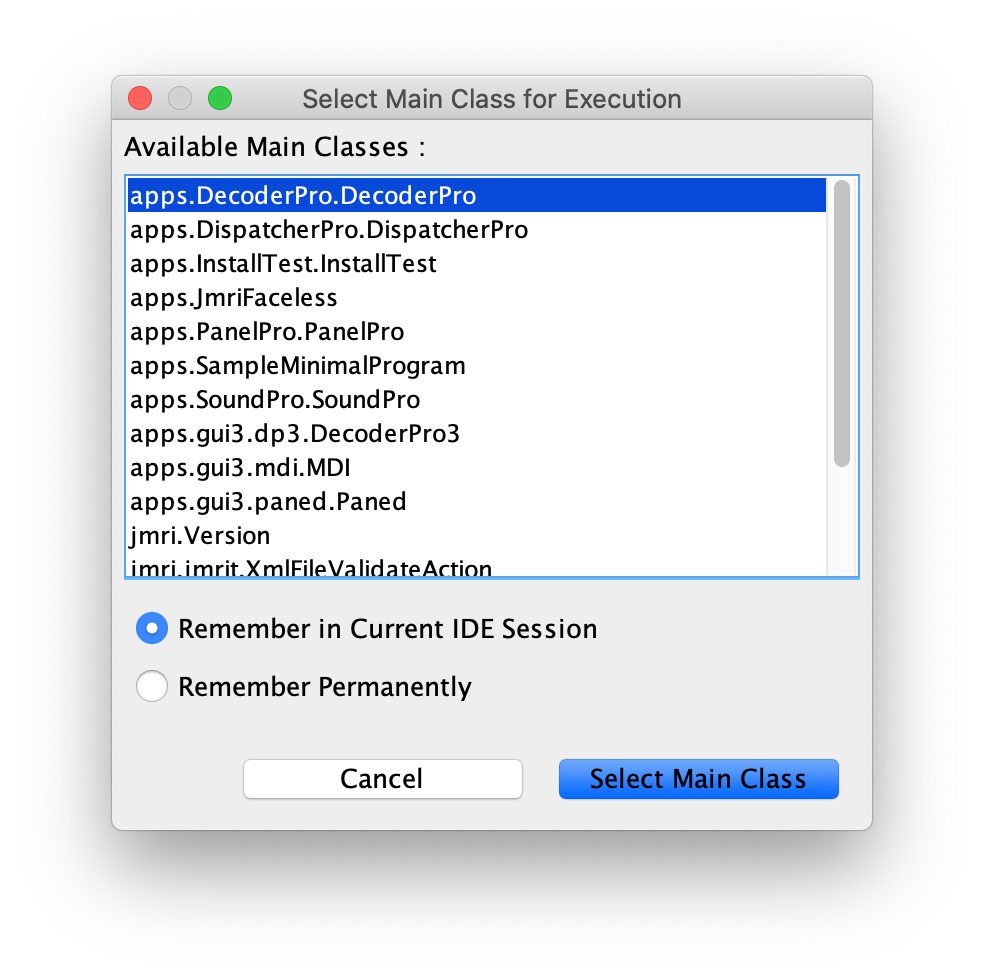 Select Main Class for Execution
Available Main Classes :
apps.DecoderPro.DecoderPro
apps.DispatcherPro.DispatcherPro
apps.InstallTest.InstallTest
apps.JmriFaceless
apps.PanelPro.PanelPro
apps.SampleMinimalProgram
apps.SoundPro.SoundPro
apps.gui3.dp3.DecoderPro3
apps.gui3.mdi.MDI
apps.gui3.paned.Paned
jmri.Version
jmri.jmrit.XmlFileValidateAction
Remember in Current IDE Session
Remember Permanently
Cancel
Select Main Class